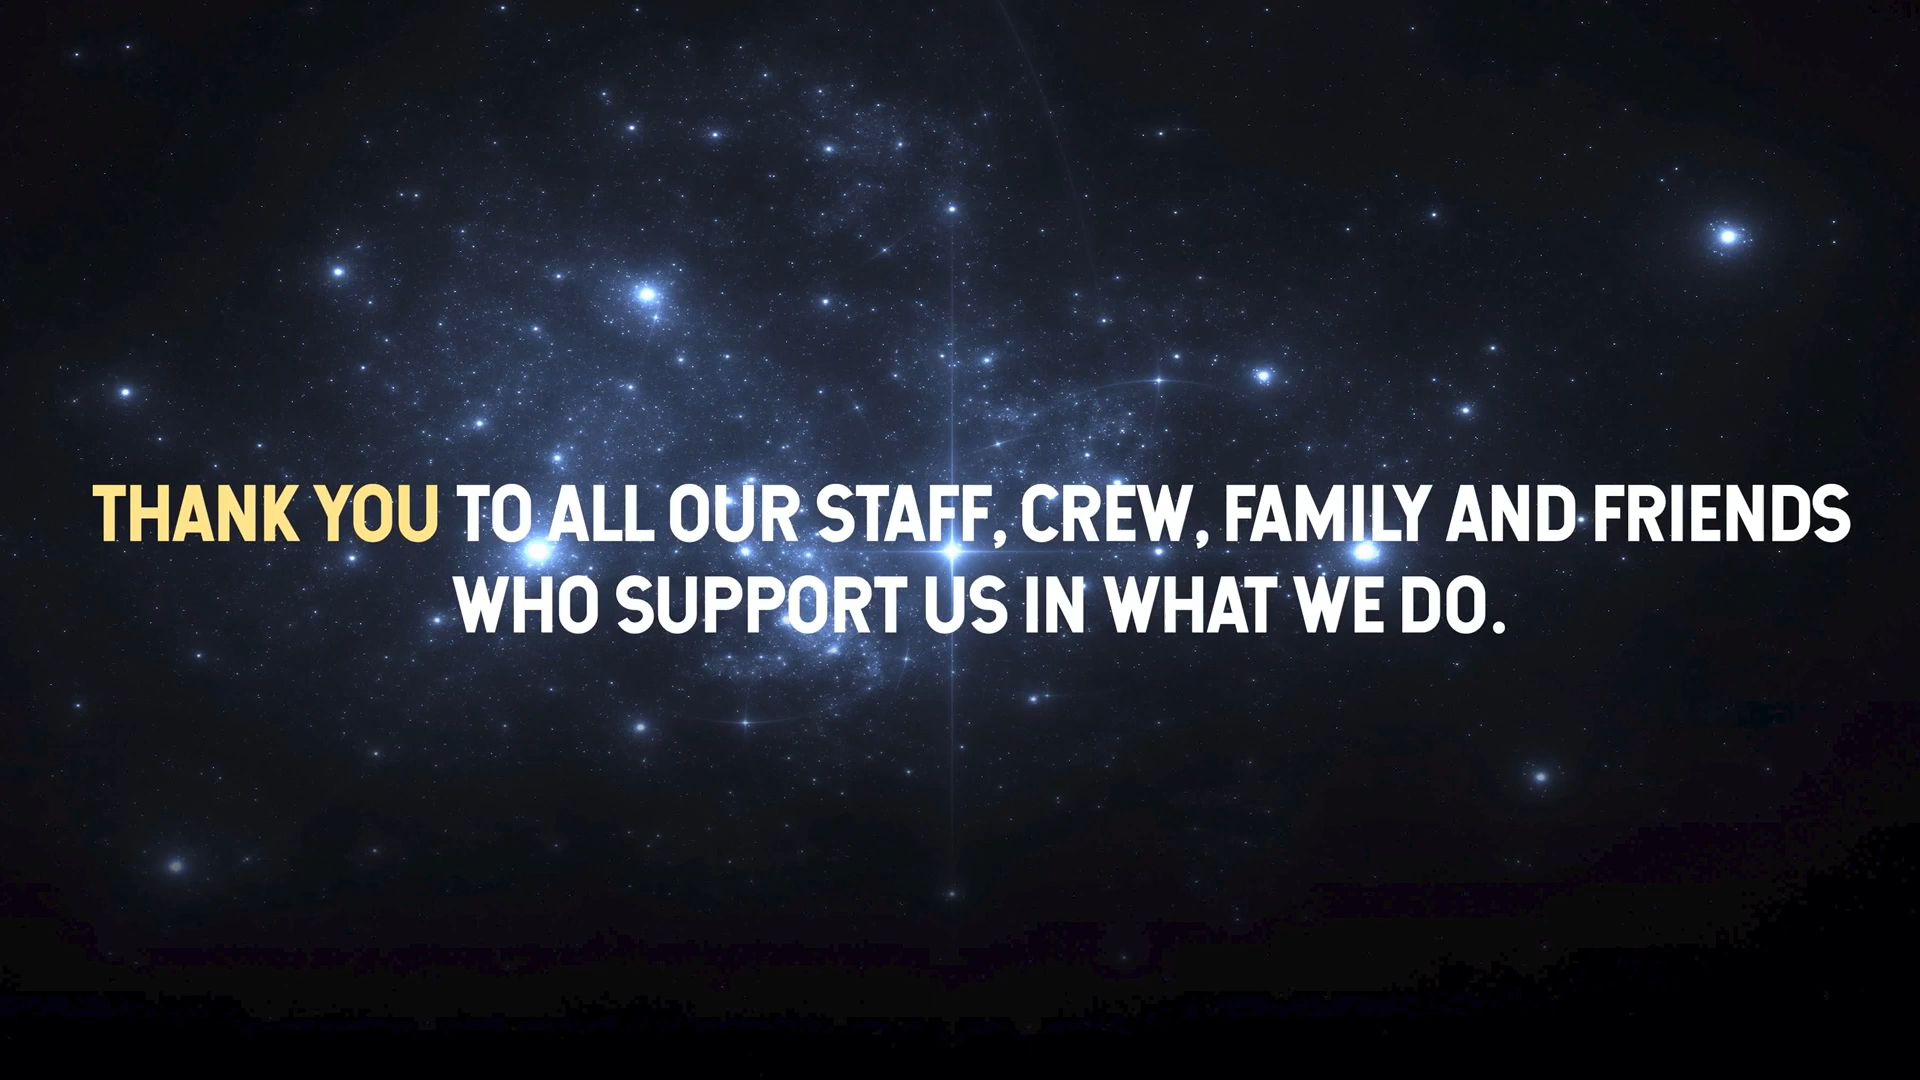 THANK YOU TO ALL OUR STAFF, CREW, FAMILY AND FRIENDS
WHO SUPPORT US IN WHAT WE DO.